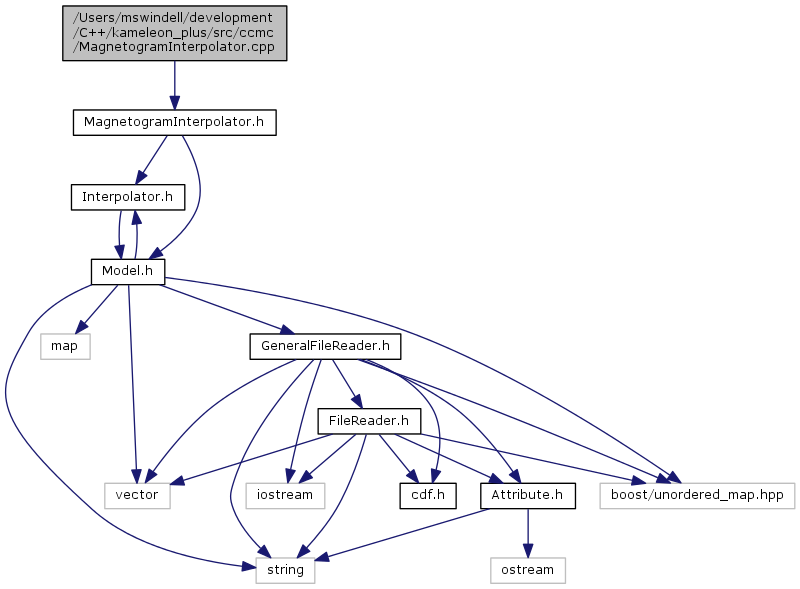 /Users/mswindell/development
/C++/kameleon_plus/src/ccmc
/MagnetogramInterpolator.cpp
MagnetogramInterpolator.h
Interpolator.h
Model.h
map
GeneralFileReader.h
FileReader.h
vector
iostream
cdf.h
Attribute.h
boost/unordered_map.hpp
string
ostream